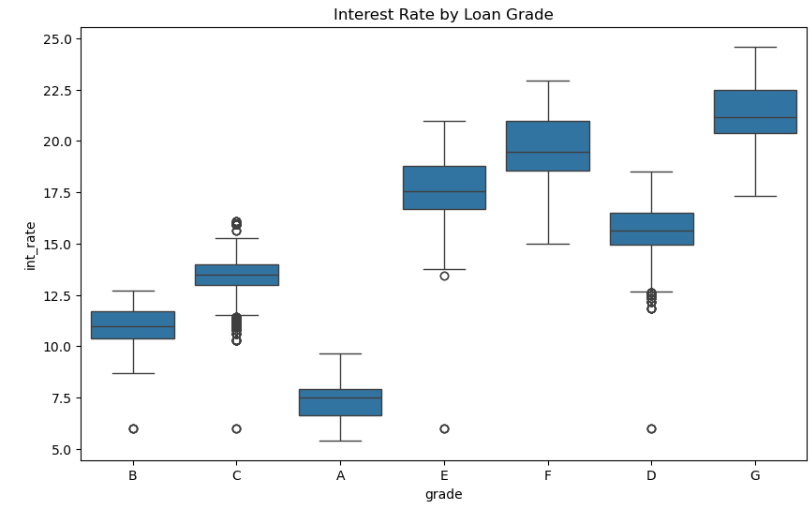 Interest Rate by Loan Grade
int_rate
25.0
22.5
20.0
17.5
15.0
12.5
10.0
7.5
5.0
B C A E F D G
grade